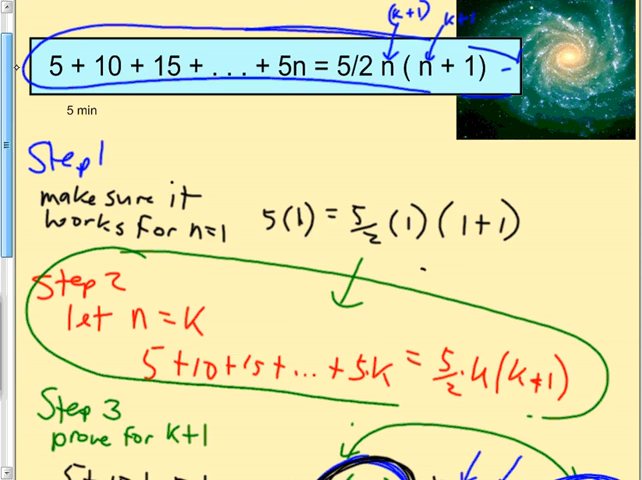 (k+1) k+1
5 + 10 + 15 + . . . + 5n = 5/2 n ( n + 1)
5 min
Step 1
make sure it
works for n=1
5(1) = 5/2 (1) (1+1)
Step 2
let n = K
5+10+15+...+5·K = 5/2·K(K+1)
Step 3
prove for k+1